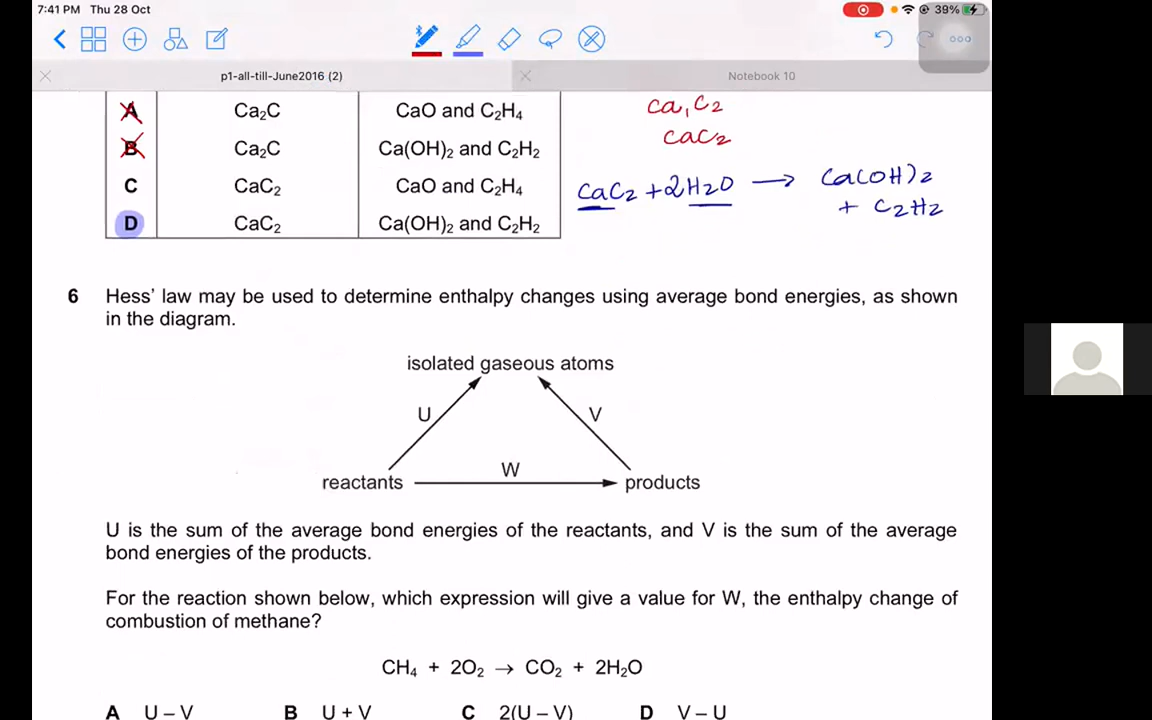 7:41 PM Thu 28 Oct
39%
p1-all-till-June2016 (2)
Notebook 10
A Ca₂C CaO and C₂H₄
B Ca₂C Ca(OH)₂ and C₂H₂
C CaC₂ CaO and C₂H₄
D CaC₂ Ca(OH)₂ and C₂H₂
Ca, C2
CaC2
CaC2 + 2H2O → Ca(OH)2
+ C2H2
6 Hess' law may be used to determine enthalpy changes using average bond energies, as shown
in the diagram.
isolated gaseous atoms
U V
W
reactants products
U is the sum of the average bond energies of the reactants, and V is the sum of the average
bond energies of the products.
For the reaction shown below, which expression will give a value for W, the enthalpy change of
combustion of methane?
CH₄ + 2O₂ → CO₂ + 2H₂O
A U – V B U + V C 2(U – V) D V – U